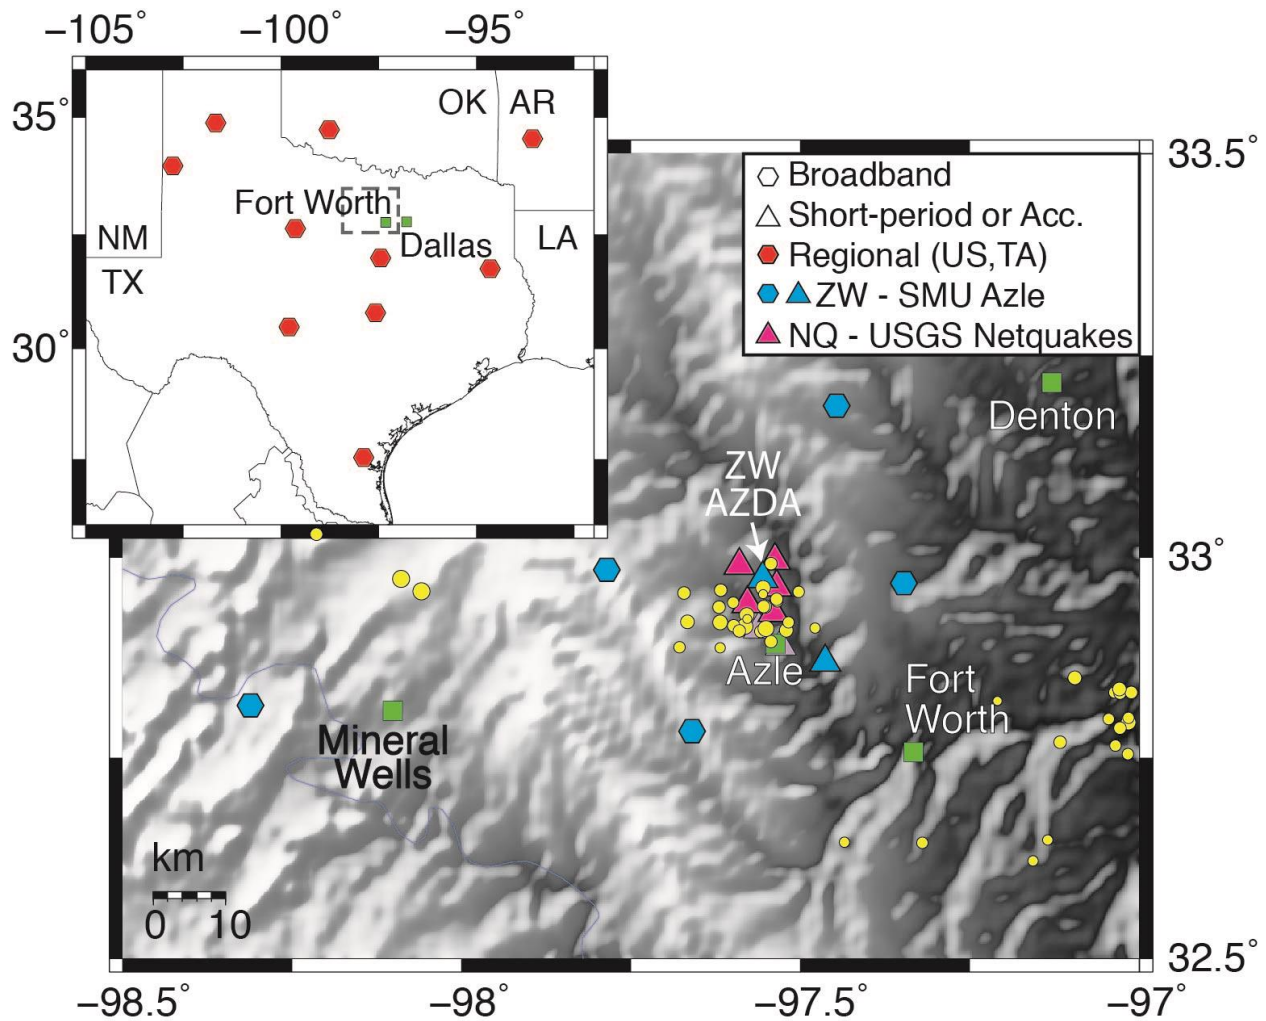 −105° −100° −95°
35°
30°
OK AR
Fort Worth
Dallas
NM
TX
LA
33.5°
33°
32.5°
Broadband
Short-period or Acc.
Regional (US,TA)
ZW - SMU Azle
NQ - USGS Netquakes
Denton
ZW
AZDA
Azle
Fort
Worth
Mineral
Wells
km
0 10
−98.5° −98° −97.5° −97°